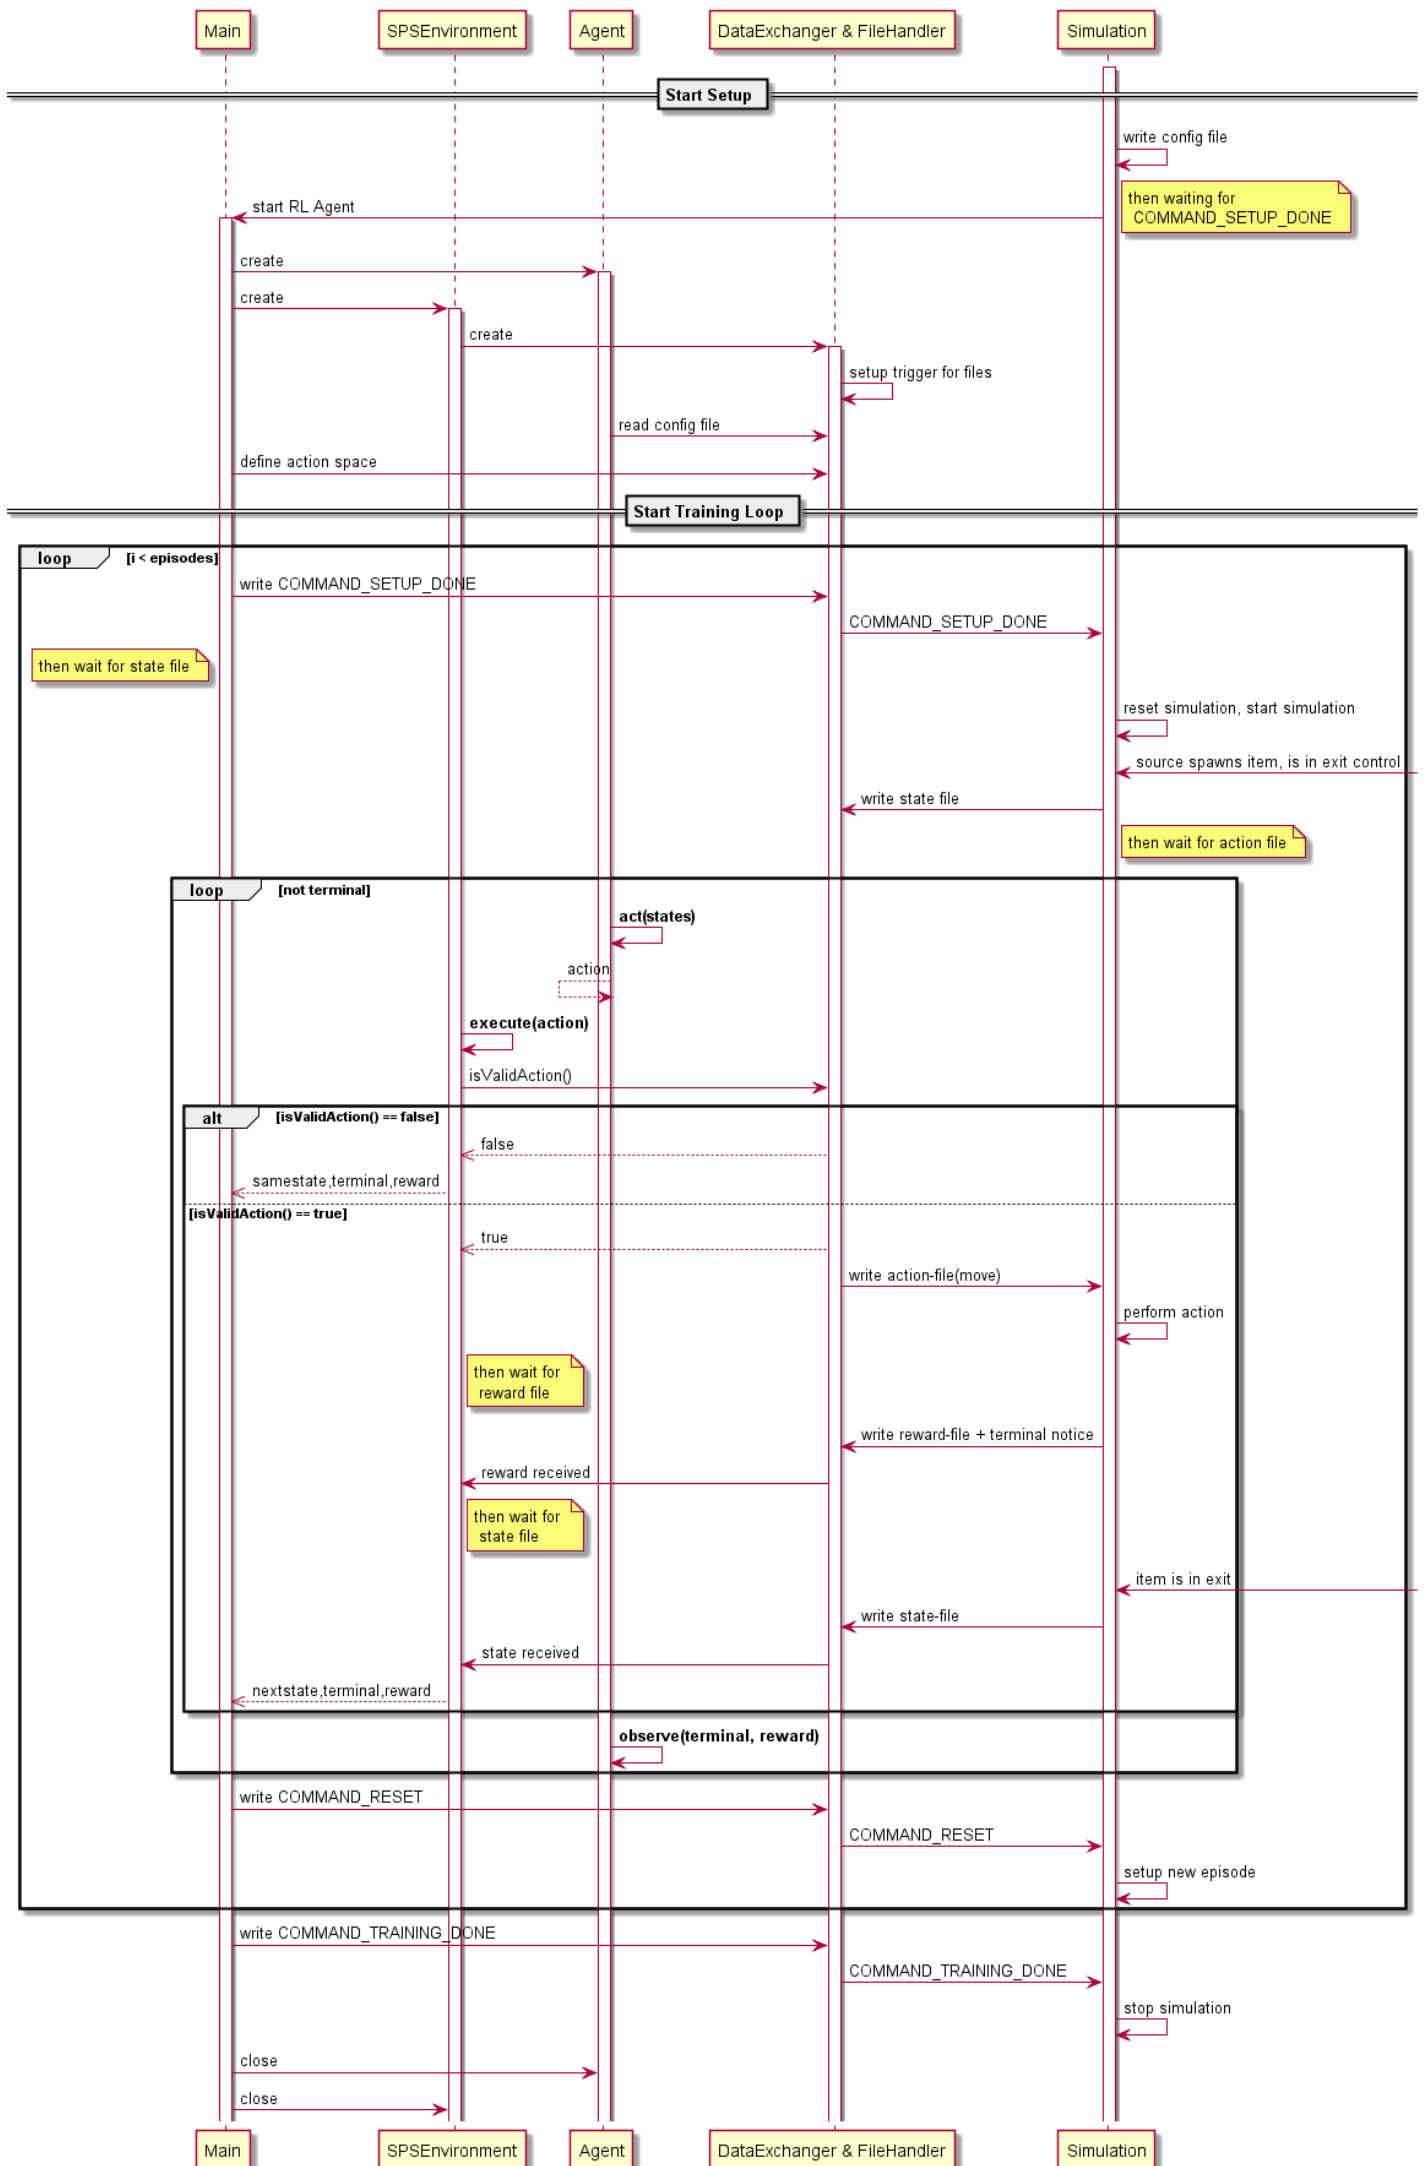 Main
SPSEnvironment
Agent
DataExchanger & FileHandler
Simulation
Start Setup
write config file
then waiting for
COMMAND_SETUP_DONE
start RL Agent
create
create
create
setup trigger for files
read config file
define action space
Start Training Loop
loop
[i < episodes]
write COMMAND_SETUP_DONE
COMMAND_SETUP_DONE
then wait for state file
reset simulation, start simulation
source spawns item, is in exit control
write state file
then wait for action file
loop
[not terminal]
act(states)
action
execute(action)
isValidAction()
alt
[isValidAction() == false]
false
samestate,terminal,reward
[isValidAction() == true]
true
write action-file(move)
perform action
then wait for
reward file
write reward-file + terminal notice
reward received
then wait for
state file
item is in exit
write state-file
state received
nextstate,terminal,reward
observe(terminal, reward)
write COMMAND_RESET
COMMAND_RESET
setup new episode
write COMMAND_TRAINING_DONE
COMMAND_TRAINING_DONE
stop simulation
close
close
Main
SPSEnvironment
Agent
DataExchanger & FileHandler
Simulation